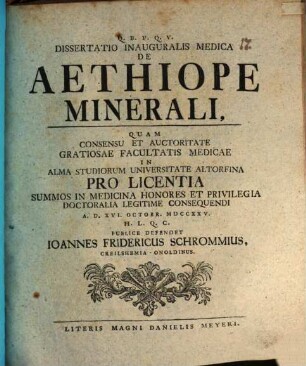 Q. B. F. Q. V.
DISSERTATIO INAUGURALIS MEDICA
DE
AETHIOPE
MINERALI,
QUAM
CONSENSU ET AUCTORITATE
GRATIOSAE FACULTATIS MEDICAE
IN
ALMA STUDIORUM UNIVERSITATE ALTORFINA
PRO LICENTIA
SUMMOS IN MEDICINA HONORES ET PRIVILEGIA
DOCTORALIA LEGITIME CONSEQUENDI
A. D. XVI. OCTOBR. MDCCXXV.
H. L. Q. C.
PUBLICE DEFENDET
IOANNES FRIDERICUS SCHROMMIUS,
CREILSHEMIA - ONOLDINUS.
LITERIS MAGNI DANIELIS MEYERI.